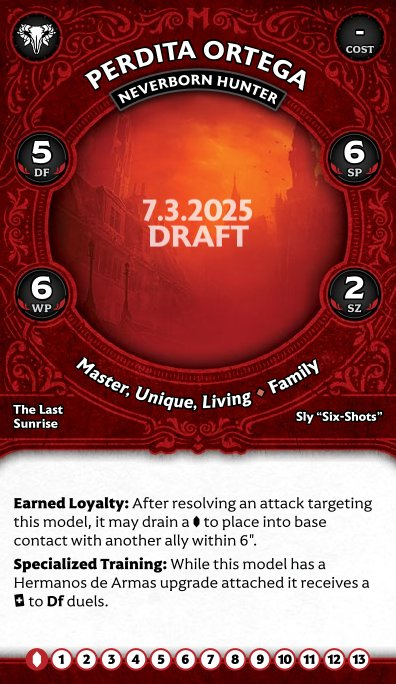 -
COST
PERDITA ORTEGA
NEVERBORN HUNTER
5
DF
6
SP
7.3.2025
DRAFT
6
WP
2
SZ
Master, Unique, Living ♦ Family
The Last
Sunrise
Sly “Six-Shots”
Earned Loyalty: After resolving an attack targeting
this model, it may drain a ⬮ to place into base
contact with another ally within 6".
Specialized Training: While this model has a
Hermanos de Armas upgrade attached it receives a
🃏 to Df duels.
1 2 3 4 5 6 7 8 9 10 11 12 13